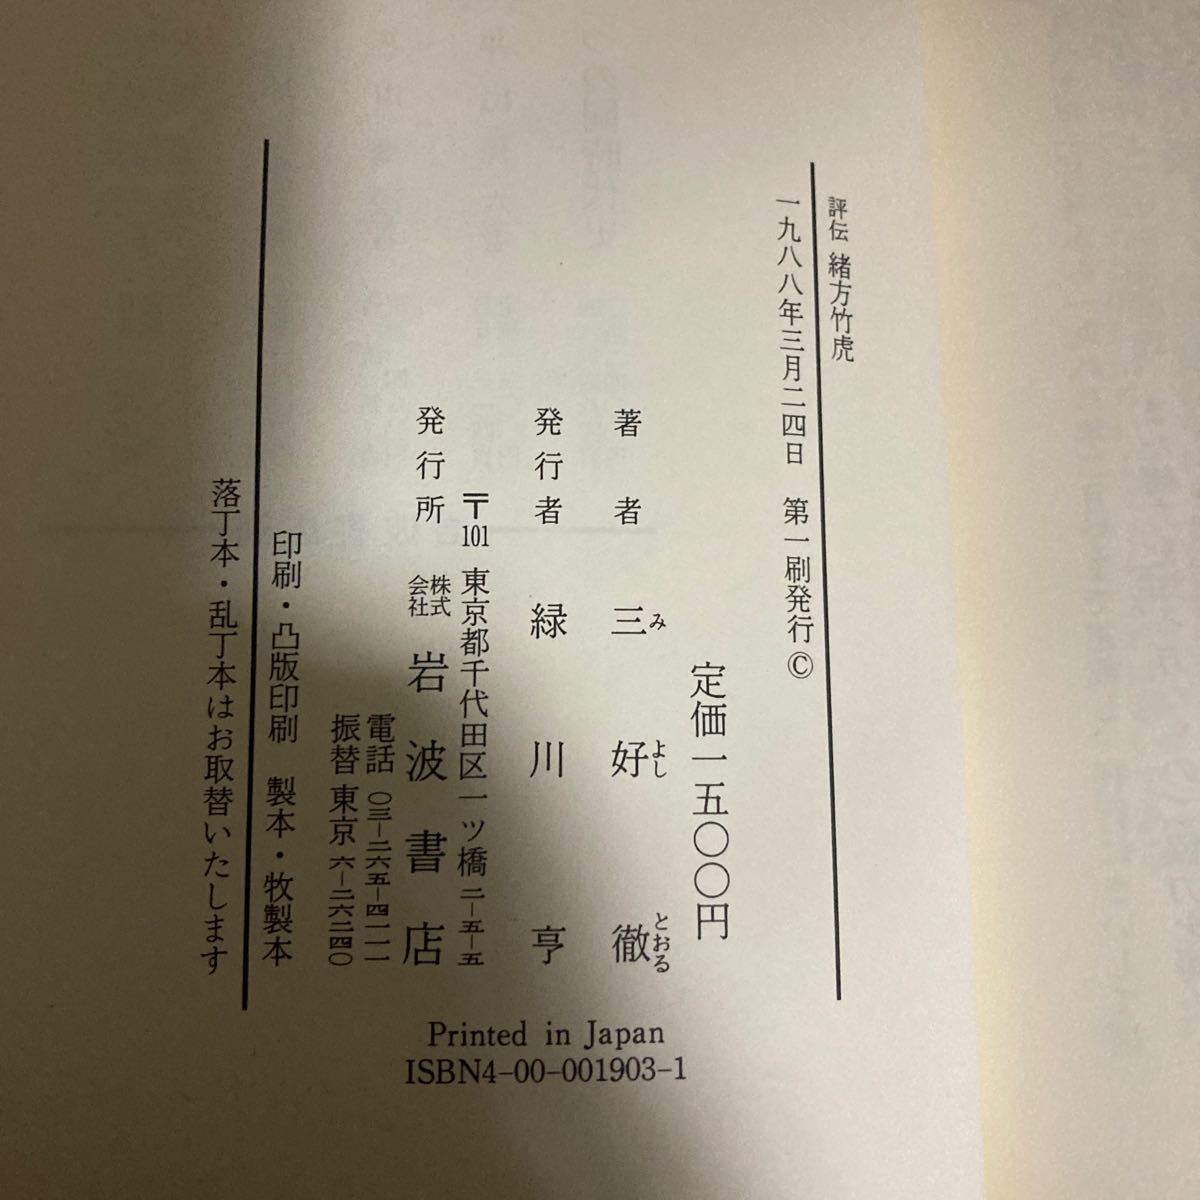 評伝 緒方竹虎
一九八八年三月二四日 第一刷発行©
定価一五〇〇円
著者 三好徹
みよしとおる
発行者 緑川亨
〒101 東京都千代田区一ツ橋二-五-五
発行所 株式会社 岩波書店
電話 〇三-二六五-四一一一
振替 東京 六-二六二四〇
印刷・凸版印刷 製本・牧製本
落丁本・乱丁本はお取替いたします
Printed in Japan
ISBN4-00-001903-1